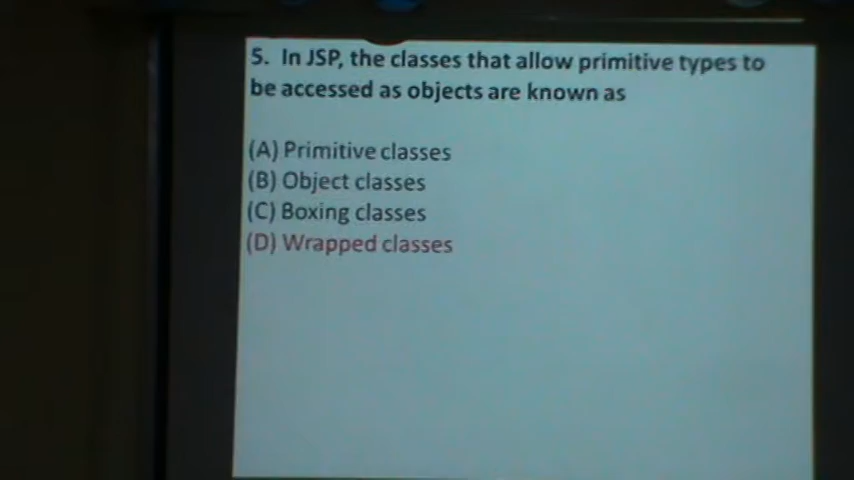 5. In JSP, the classes that allow primitive types to
be accessed as objects are known as
(A) Primitive classes
(B) Object classes
(C) Boxing classes
(D) Wrapped classes